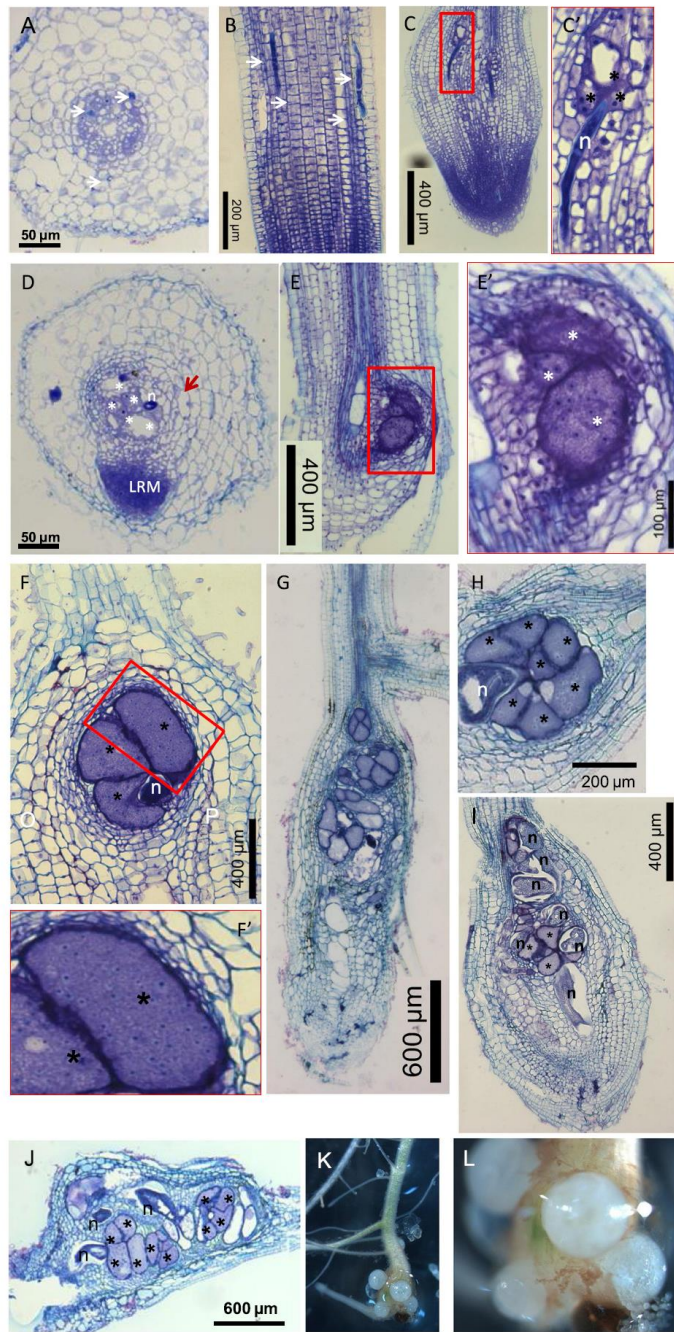 A
50 µm
B
200 µm
C
400 µm
C'
*
* *
n
D
* n
* * *
* *
LRM
50 µm
E
400 µm
E'
*
*
*
100 µm
F
*
*
*
n
O
P
400 µm
F'
*
*
G
600 µm
H
* * *
* *
* *
n
200 µm
I
n
n
n
n
n * * n
*
n
400 µm
J
n
n
n
* * * *
* * * * * *
600 µm
K
L